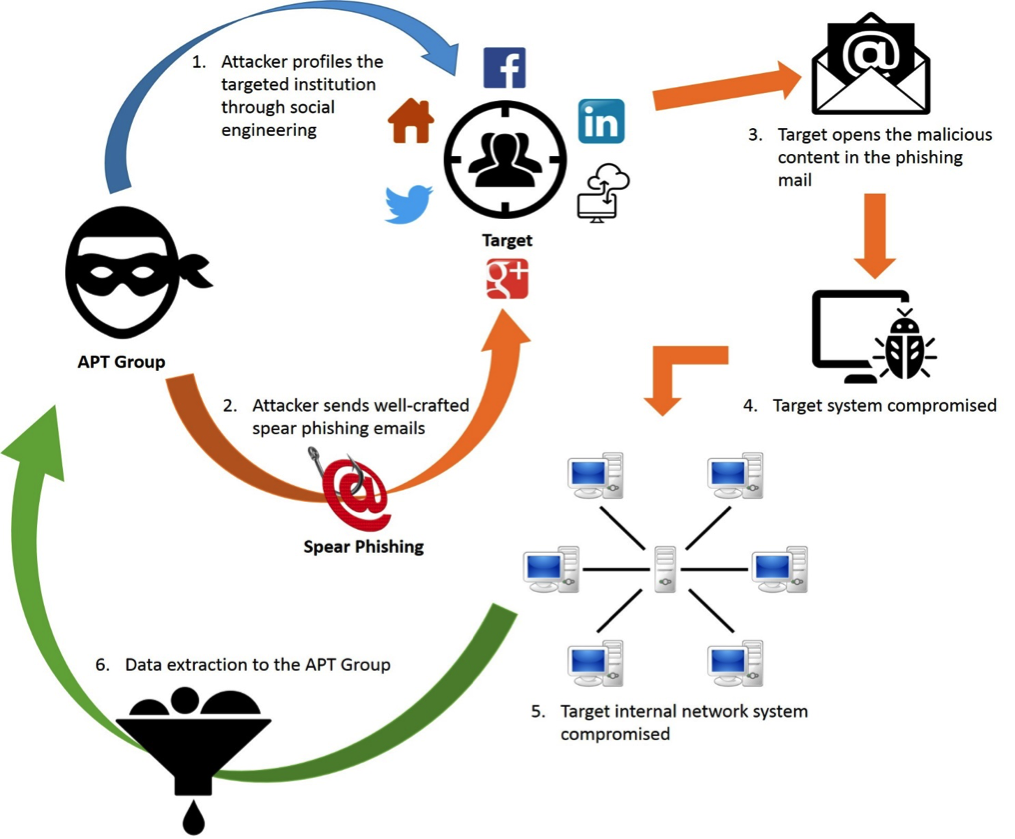 1. Attacker profiles the
targeted institution
through social
engineering
f
in
Target
g+
@
3. Target opens the malicious
content in the phishing
mail
APT Group
2. Attacker sends well-crafted
spear phishing emails
@
Spear Phishing
4. Target system compromised
5. Target internal network system
compromised
6. Data extraction to the APT Group